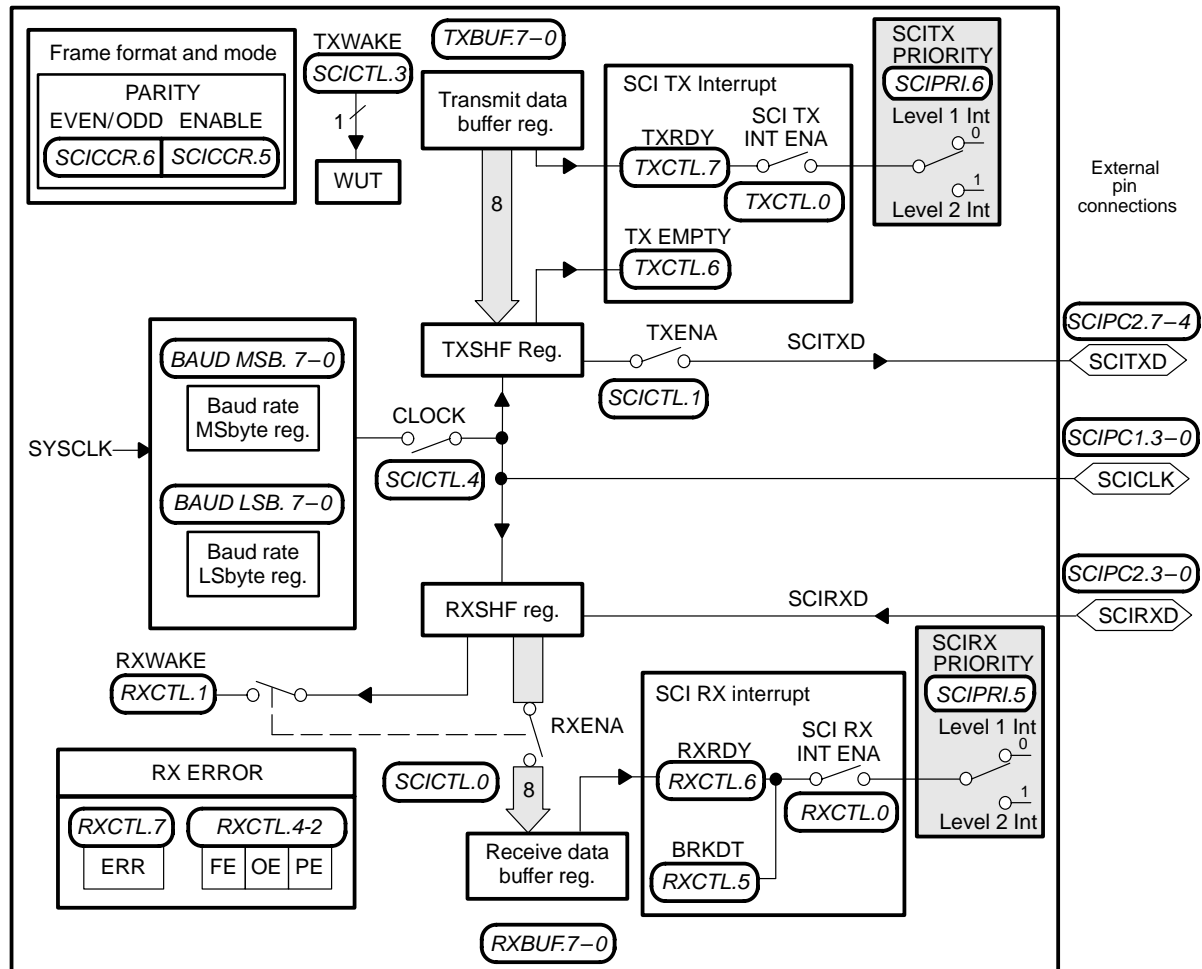 Frame format and mode
PARITY
EVEN/ODD ENABLE
SCICCR.6 SCICCR.5
TXWAKE
SCICTL.3
1
WUT
TXBUF.7–0
Transmit data
buffer reg.
8
SCI TX Interrupt
TXRDY
TXCTL.7
SCI TX
INT ENA
TXCTL.0
TX EMPTY
TXCTL.6
SCITX
PRIORITY
SCIPRI.6
Level 1 Int
0
1
Level 2 Int
External
pin
connections
SYSCLK
BAUD MSB. 7–0
Baud rate
MSbyte reg.
BAUD LSB. 7–0
Baud rate
LSbyte reg.
CLOCK
SCICTL.4
TXSHF Reg.
TXENA
SCICTL.1
SCITXD
SCIPC2.7–4
SCITXD
SCIPC1.3–0
SCICLK
SCIPC2.3–0
SCIRXD
SCIRXD
RXSHF reg.
RXWAKE
RXCTL.1
RXENA
SCICTL.0
8
Receive data
buffer reg.
RXBUF.7–0
RX ERROR
RXCTL.7 RXCTL.4-2
ERR FE OE PE
SCI RX interrupt
RXRDY
RXCTL.6
SCI RX
INT ENA
RXCTL.0
BRKDT
RXCTL.5
SCIRX
PRIORITY
SCIPRI.5
Level 1 Int
0
1
Level 2 Int